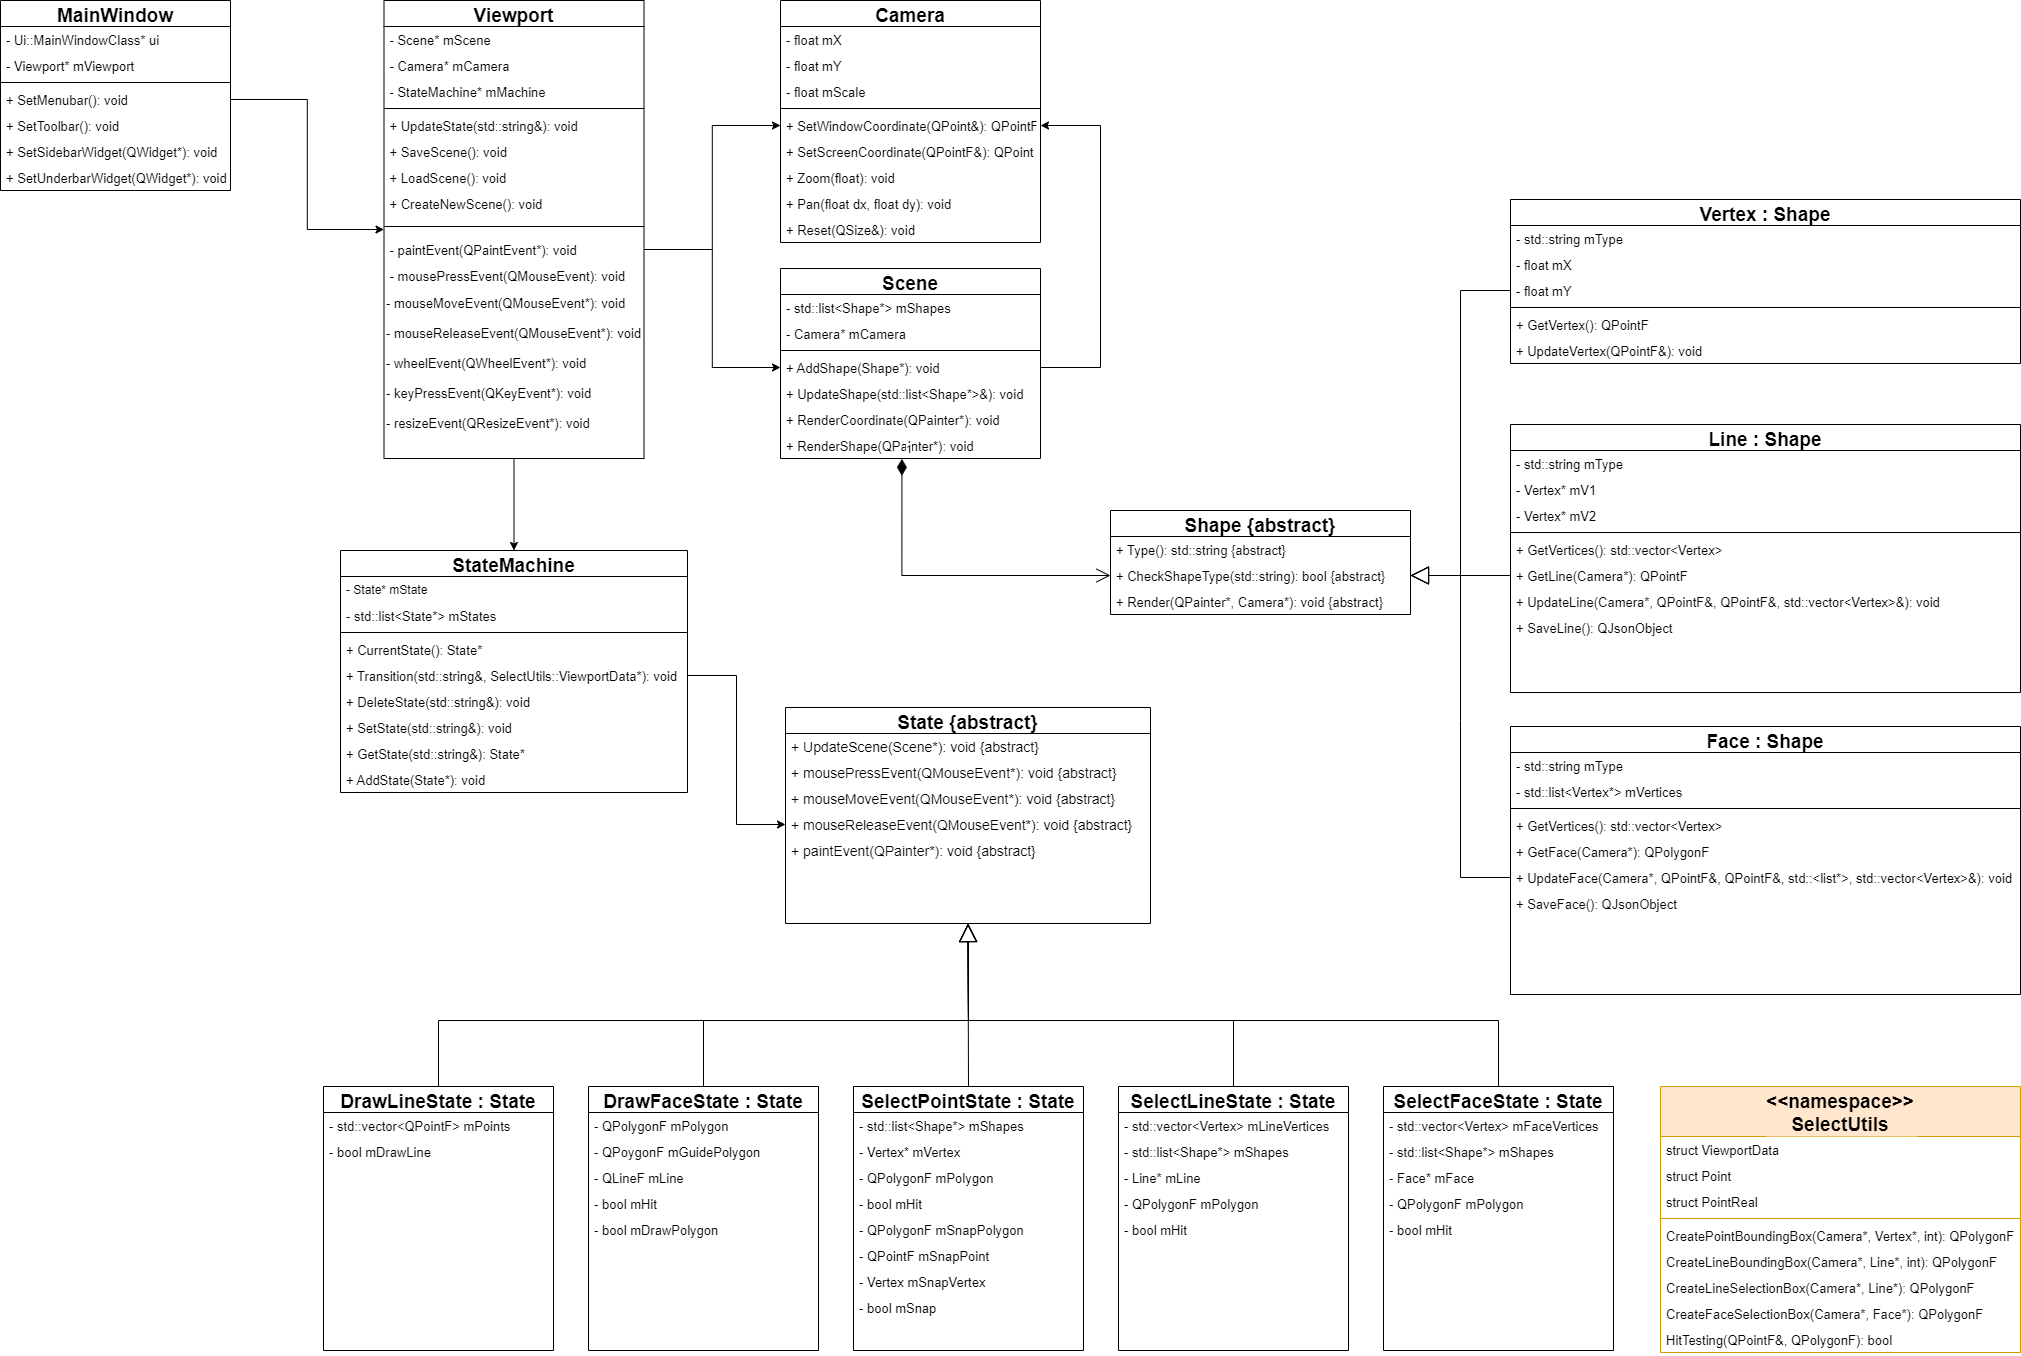 MainWindow
- Ui::MainWindowClass* ui
- Viewport* mViewport
+ SetMenubar(): void
+ SetToolbar(): void
+ SetSidebarWidget(QWidget*): void
+ SetUnderbarWidget(QWidget*): void
Viewport
- Scene* mScene
- Camera* mCamera
- StateMachine* mMachine
+ UpdateState(std::string&): void
+ SaveScene(): void
+ LoadScene(): void
+ CreateNewScene(): void
- paintEvent(QPaintEvent*): void
- mousePressEvent(QMouseEvent): void
- mouseMoveEvent(QMouseEvent*): void
- mouseReleaseEvent(QMouseEvent*): void
- wheelEvent(QWheelEvent*): void
- keyPressEvent(QKeyEvent*): void
- resizeEvent(QResizeEvent*): void
Camera
- float mX
- float mY
- float mScale
+ SetWindowCoordinate(QPoint&): QPointF
+ SetScreenCoordinate(QPointF&): QPoint
+ Zoom(float): void
+ Pan(float dx, float dy): void
+ Reset(QSize&): void
Scene
- std::list<Shape*> mShapes
- Camera* mCamera
+ AddShape(Shape*): void
+ UpdateShape(std::list<Shape*>&): void
+ RenderCoordinate(QPainter*): void
+ RenderShape(QPainter*): void
Vertex : Shape
- std::string mType
- float mX
- float mY
+ GetVertex(): QPointF
+ UpdateVertex(QPointF&): void
Line : Shape
- std::string mType
- Vertex* mV1
- Vertex* mV2
+ GetVertices(): std::vector<Vertex>
+ GetLine(Camera*): QPointF
+ UpdateLine(Camera*, QPointF&, QPointF&, std::vector<Vertex>&): void
+ SaveLine(): QJsonObject
Shape {abstract}
+ Type(): std::string {abstract}
+ CheckShapeType(std::string): bool {abstract}
+ Render(QPainter*, Camera*): void {abstract}
StateMachine
- State* mState
- std::list<State*> mStates
+ CurrentState(): State*
+ Transition(std::string&, SelectUtils::ViewportData*): void
+ DeleteState(std::string&): void
+ SetState(std::string&): void
+ GetState(std::string&): State*
+ AddState(State*): void
State {abstract}
+ UpdateScene(Scene*): void {abstract}
+ mousePressEvent(QMouseEvent*): void {abstract}
+ mouseMoveEvent(QMouseEvent*): void {abstract}
+ mouseReleaseEvent(QMouseEvent*): void {abstract}
+ paintEvent(QPainter*): void {abstract}
Face : Shape
- std::string mType
- std::list<Vertex*> mVertices
+ GetVertices(): std::vector<Vertex>
+ GetFace(Camera*): QPolygonF
+ UpdateFace(Camera*, QPointF&, QPointF&, std::<list*>, std::vector<Vertex>&): void
+ SaveFace(): QJsonObject
DrawLineState : State
- std::vector<QPointF> mPoints
- bool mDrawLine
DrawFaceState : State
- QPolygonF mPolygon
- QPoygonF mGuidePolygon
- QLineF mLine
- bool mHit
- bool mDrawPolygon
SelectPointState : State
- std::list<Shape*> mShapes
- Vertex* mVertex
- QPolygonF mPolygon
- bool mHit
- QPolygonF mSnapPolygon
- QPointF mSnapPoint
- Vertex mSnapVertex
- bool mSnap
SelectLineState : State
- std::vector<Vertex> mLineVertices
- std::list<Shape*> mShapes
- Line* mLine
- QPolygonF mPolygon
- bool mHit
SelectFaceState : State
- std::vector<Vertex> mFaceVertices
- std::list<Shape*> mShapes
- Face* mFace
- QPolygonF mPolygon
- bool mHit
<<namespace>>
SelectUtils
struct ViewportData
struct Point
struct PointReal
CreatePointBoundingBox(Camera*, Vertex*, int): QPolygonF
CreateLineBoundingBox(Camera*, Line*, int): QPolygonF
CreateLineSelectionBox(Camera*, Line*): QPolygonF
CreateFaceSelectionBox(Camera*, Face*): QPolygonF
HitTesting(QPointF&, QPolygonF): bool